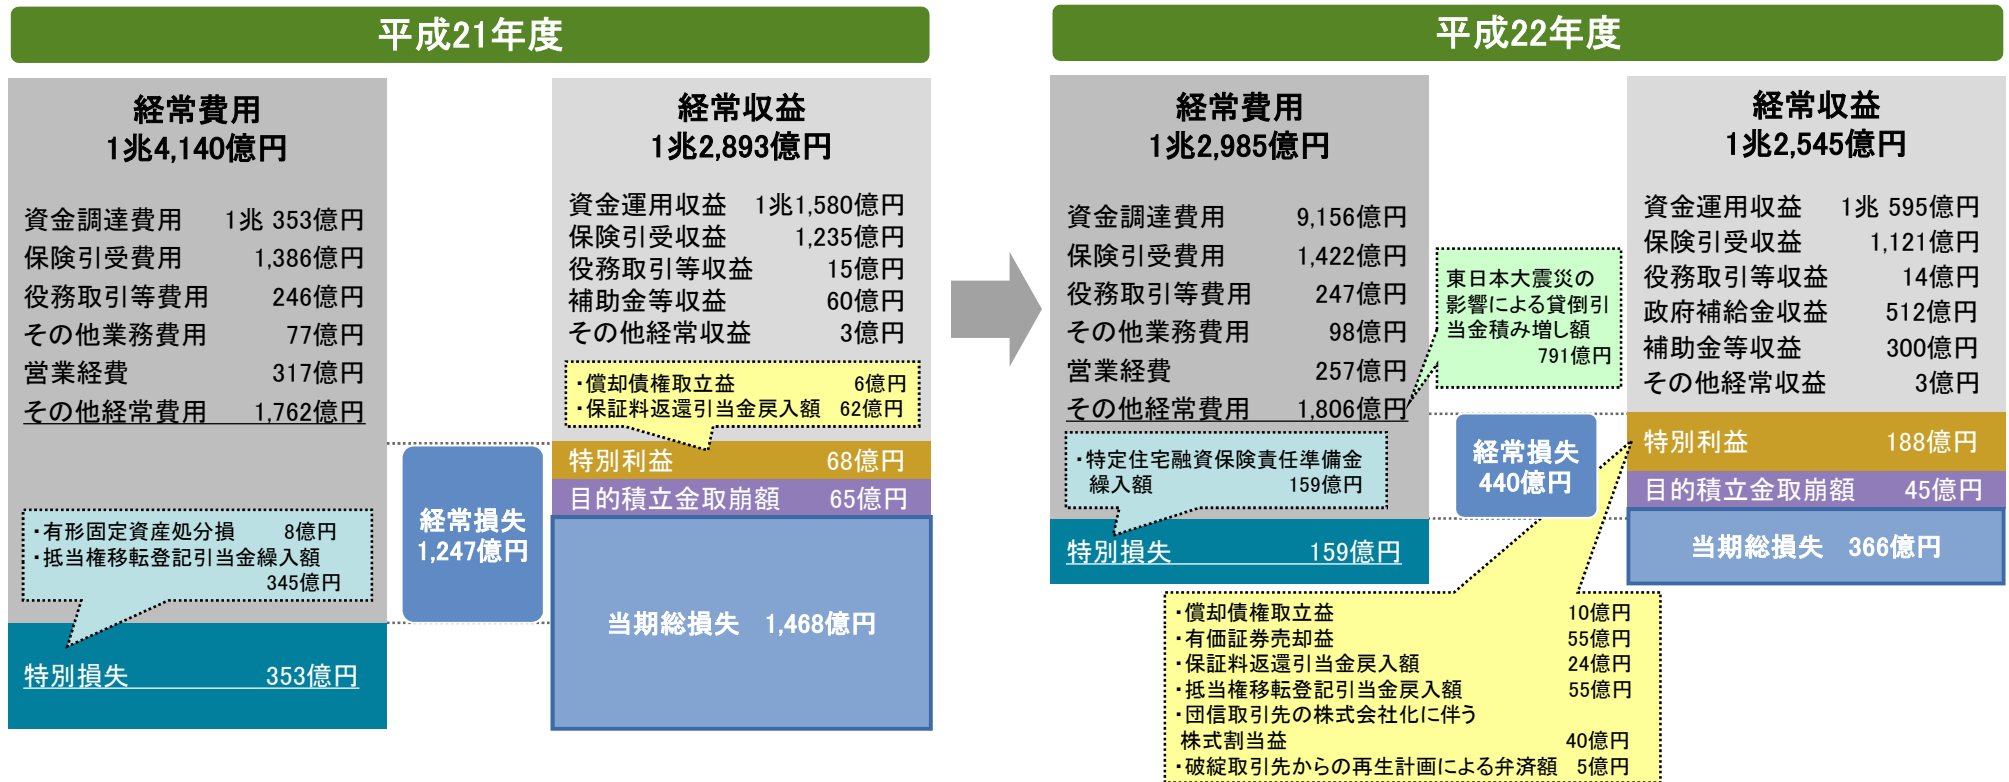 平成21年度
経常費用
1兆4,140億円
資金調達費用 1兆 353億円
保険引受費用 1,386億円
役務取引等費用 246億円
その他業務費用 77億円
営業経費 317億円
その他経常費用 1,762億円
・有形固定資産処分損 8億円
・抵当権移転登記引当金繰入額
345億円
特別損失 353億円
経常損失
1,247億円
経常収益
1兆2,893億円
資金運用収益 1兆1,580億円
保険引受収益 1,235億円
役務取引等収益 15億円
補助金等収益 60億円
その他経常収益 3億円
・償却債権取立益 6億円
・保証料返還引当金戻入額 62億円
特別利益 68億円
目的積立金取崩額 65億円
当期総損失 1,468億円
平成22年度
経常費用
1兆2,985億円
資金調達費用 9,156億円
保険引受費用 1,422億円
役務取引等費用 247億円
その他業務費用 98億円
営業経費 257億円
その他経常費用 1,806億円
・特定住宅融資保険責任準備金
繰入額 159億円
特別損失 159億円
東日本大震災の
影響による貸倒引
当金積み増し額
791億円
経常損失
440億円
経常収益
1兆2,545億円
資金運用収益 1兆 595億円
保険引受収益 1,121億円
役務取引等収益 14億円
政府補給金収益 512億円
補助金等収益 300億円
その他経常収益 3億円
特別利益 188億円
目的積立金取崩額 45億円
当期総損失 366億円
・償却債権取立益 10億円
・有価証券売却益 55億円
・保証料返還引当金戻入額 24億円
・抵当権移転登記引当金戻入額 55億円
・団信取引先の株式会社化に伴う
株式割当益 40億円
・破綻取引先からの再生計画による弁済額 5億円